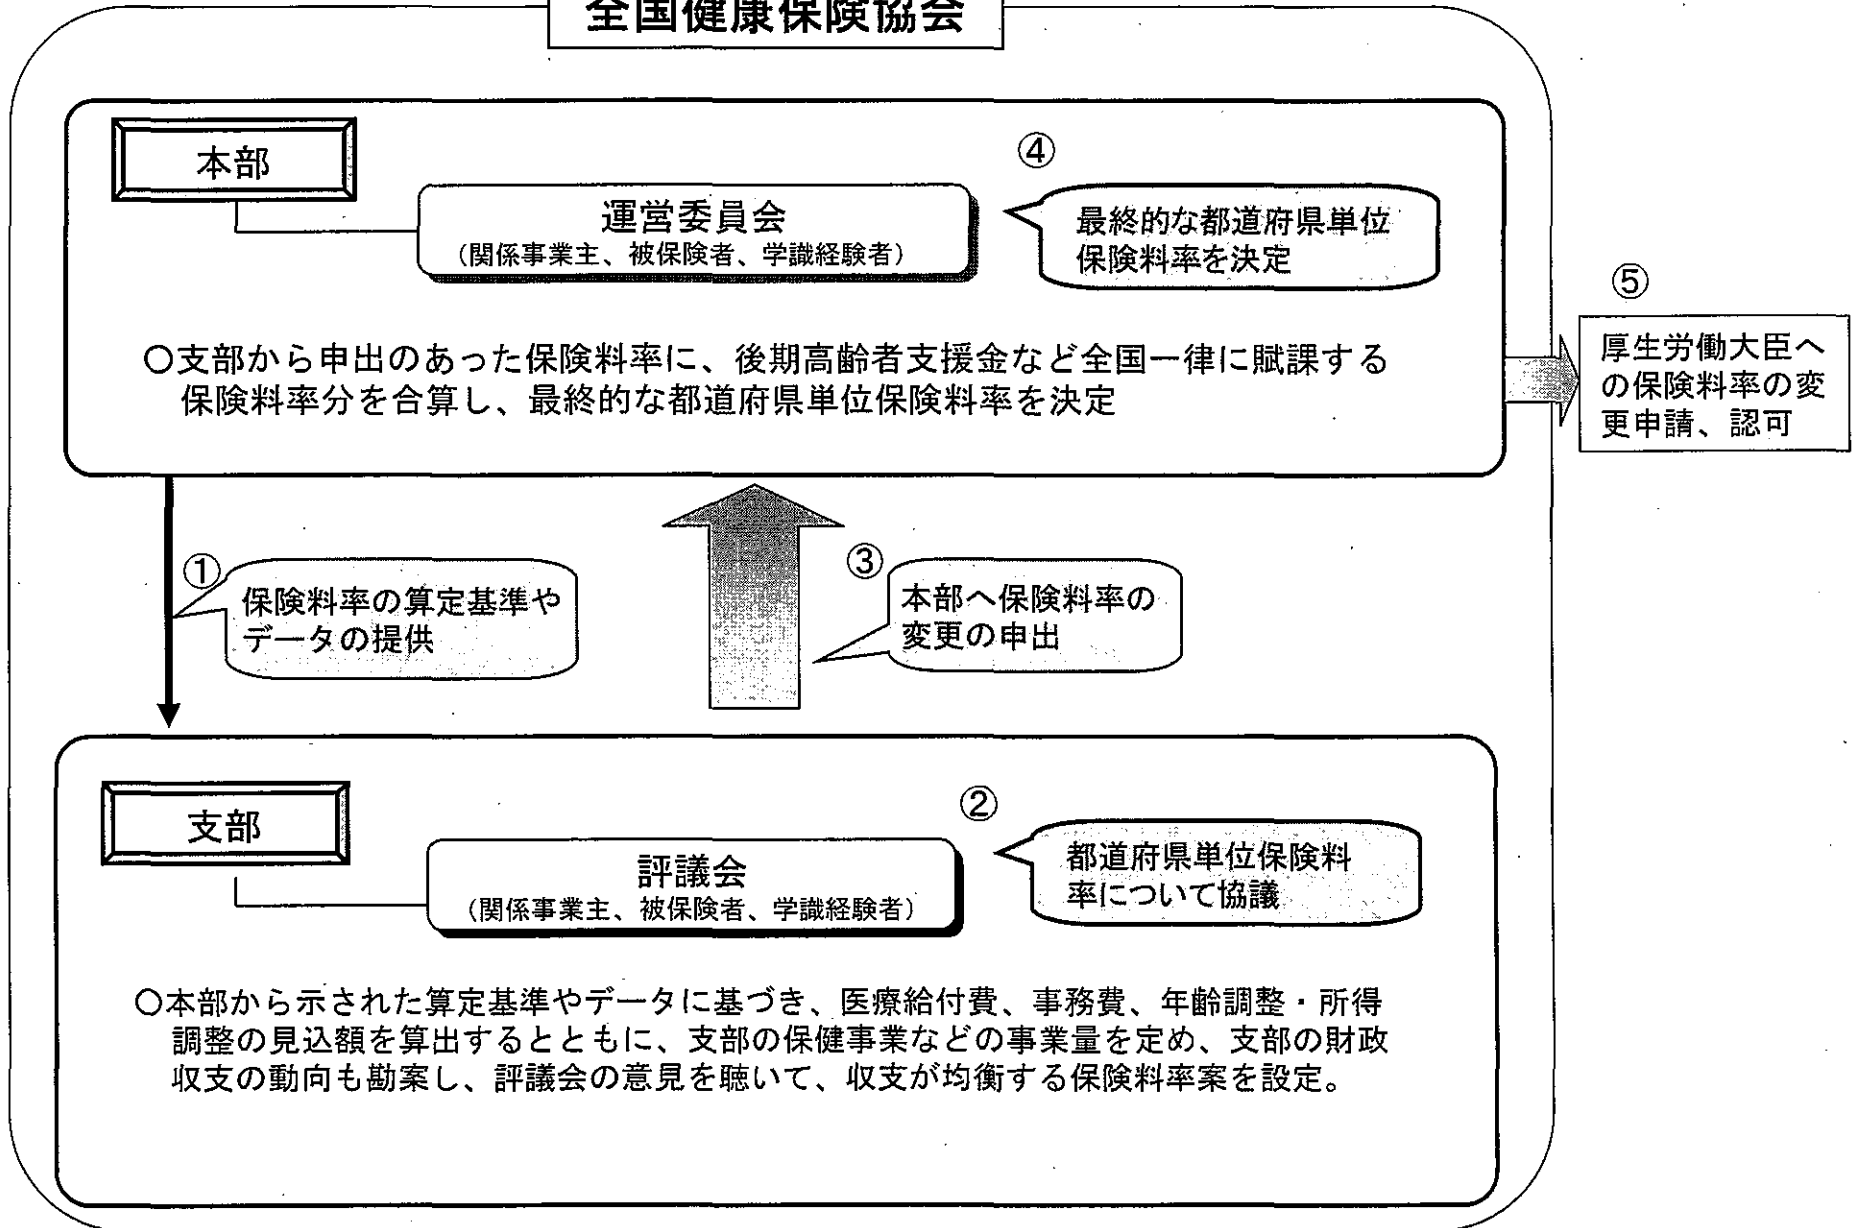 全国健康保険協会
本部
運営委員会
（関係事業主、被保険者、学識経験者）
④
最終的な都道府県単位
保険料率を決定
○支部から申出のあった保険料率に、後期高齢者支援金など全国一律に賦課する
保険料率分を合算し、最終的な都道府県単位保険料率を決定
⑤
厚生労働大臣へ
の保険料率の変
更申請、認可
①
保険料率の算定基準や
データの提供
③
本部へ保険料率の
変更の申出
支部
評議会
（関係事業主、被保険者、学識経験者）
②
都道府県単位保険料
率について協議
○本部から示された算定基準やデータに基づき、医療給付費、事務費、年齢調整・所得
調整の見込額を算出するとともに、支部の保健事業などの事業量を定め、支部の財政
収支の動向も勘案し、評議会の意見を聴いて、収支が均衡する保険料率案を設定。